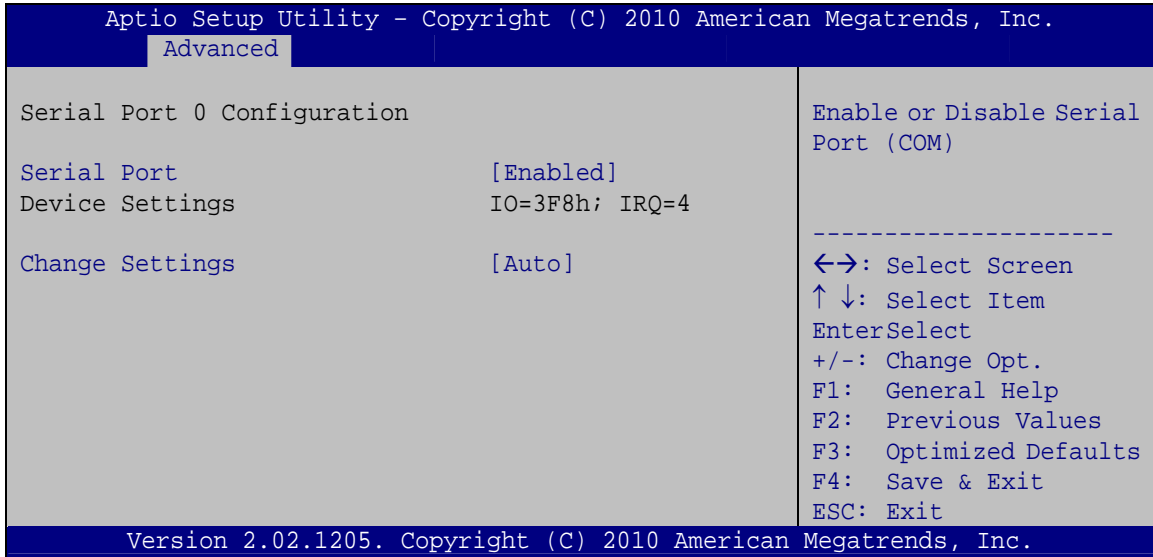 Aptio Setup Utility – Copyright (C) 2010 American Megatrends, Inc.
Advanced
Serial Port 0 Configuration
Serial Port [Enabled]
Device Settings IO=3F8h; IRQ=4
Change Settings [Auto]
Enable or Disable Serial
Port (COM)
---------------------
←→: Select Screen
↑ ↓: Select Item
EnterSelect
+/-: Change Opt.
F1: General Help
F2: Previous Values
F3: Optimized Defaults
F4: Save & Exit
ESC: Exit
Version 2.02.1205. Copyright (C) 2010 American Megatrends, Inc.